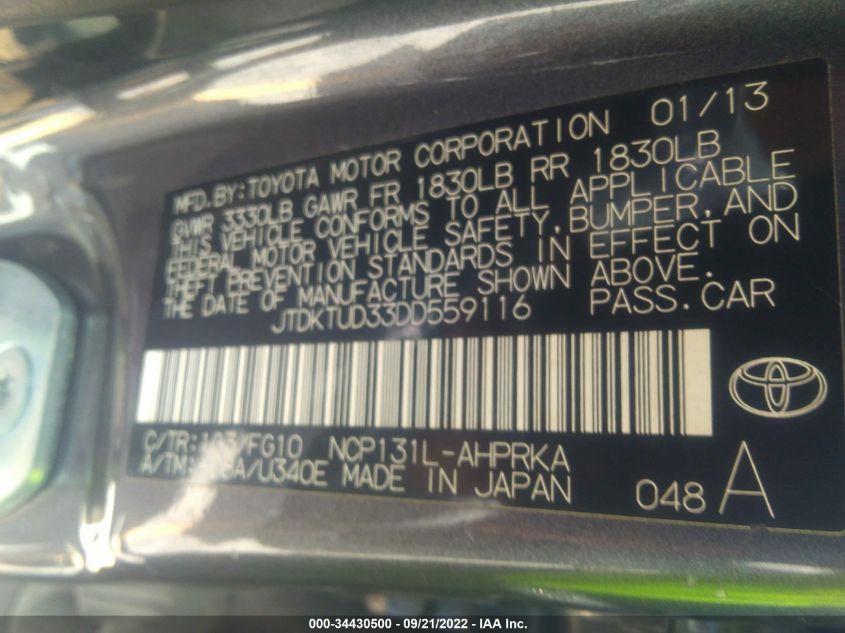 MFD.BY:TOYOTA MOTOR CORPORATION 01/13
GVWR 3330LB GAWR FR 1830LB RR 1830LB
THIS VEHICLE CONFORMS TO ALL APPLICABLE
FEDERAL MOTOR VEHICLE SAFETY,BUMPER,AND
THEFT PREVENTION STANDARDS IN EFFECT ON
THE DATE OF MANUFACTURE SHOWN ABOVE.
JTDKTUD33DD559116 PASS.CAR
C/TR: NCP131L-AHPRKA
A/TM: MADE IN JAPAN 048 A
000-34430500 - 09/21/2022 - IAA Inc.